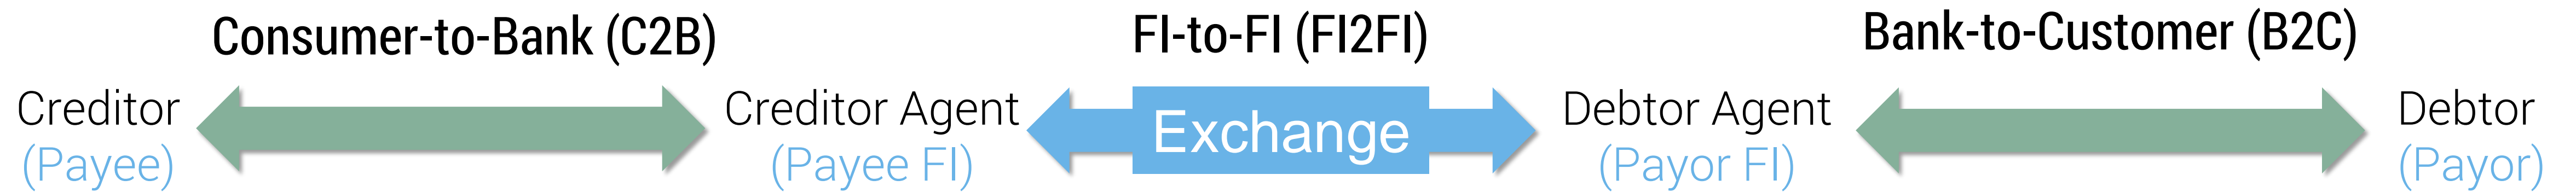 Consumer-to-Bank (C2B)
FI-to-FI (FI2FI)
Bank-to-Customer (B2C)
Creditor
(Payee)
Creditor Agent
(Payee FI)
Exchange
Debtor Agent
(Payor FI)
Debtor
(Payor)